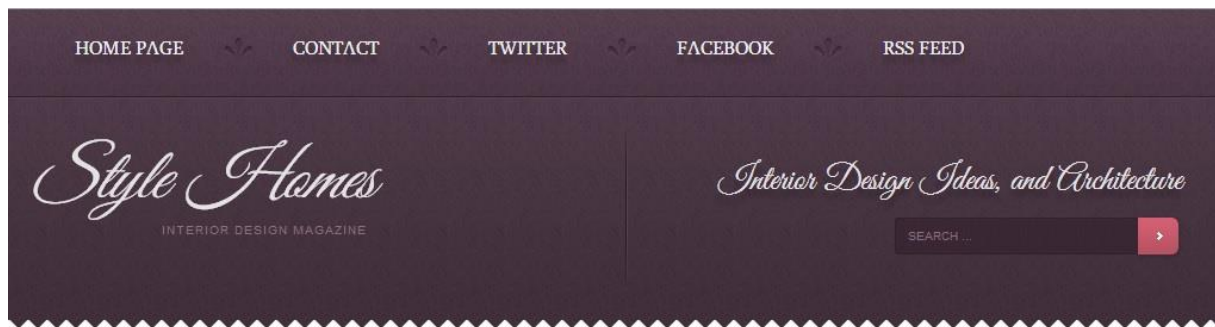 HOME PAGE CONTACT TWITTER FACEBOOK RSS FEED
Style Homes
INTERIOR DESIGN MAGAZINE
Interior Design Ideas, and Architecture
SEARCH ...